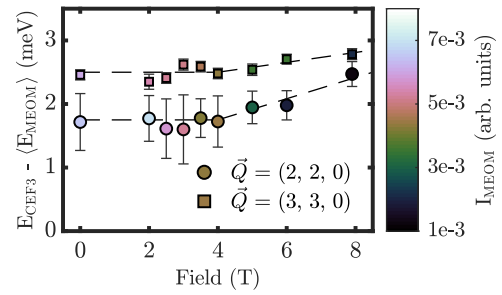 E_CEF3 - ⟨E_MEOM⟩ (meV)
3
2
1
0
0
2
4
6
8
Field (T)
Q⃗ = (2, 2, 0)
Q⃗ = (3, 3, 0)
7e-3
5e-3
3e-3
1e-3
I_MEOM (arb. units)